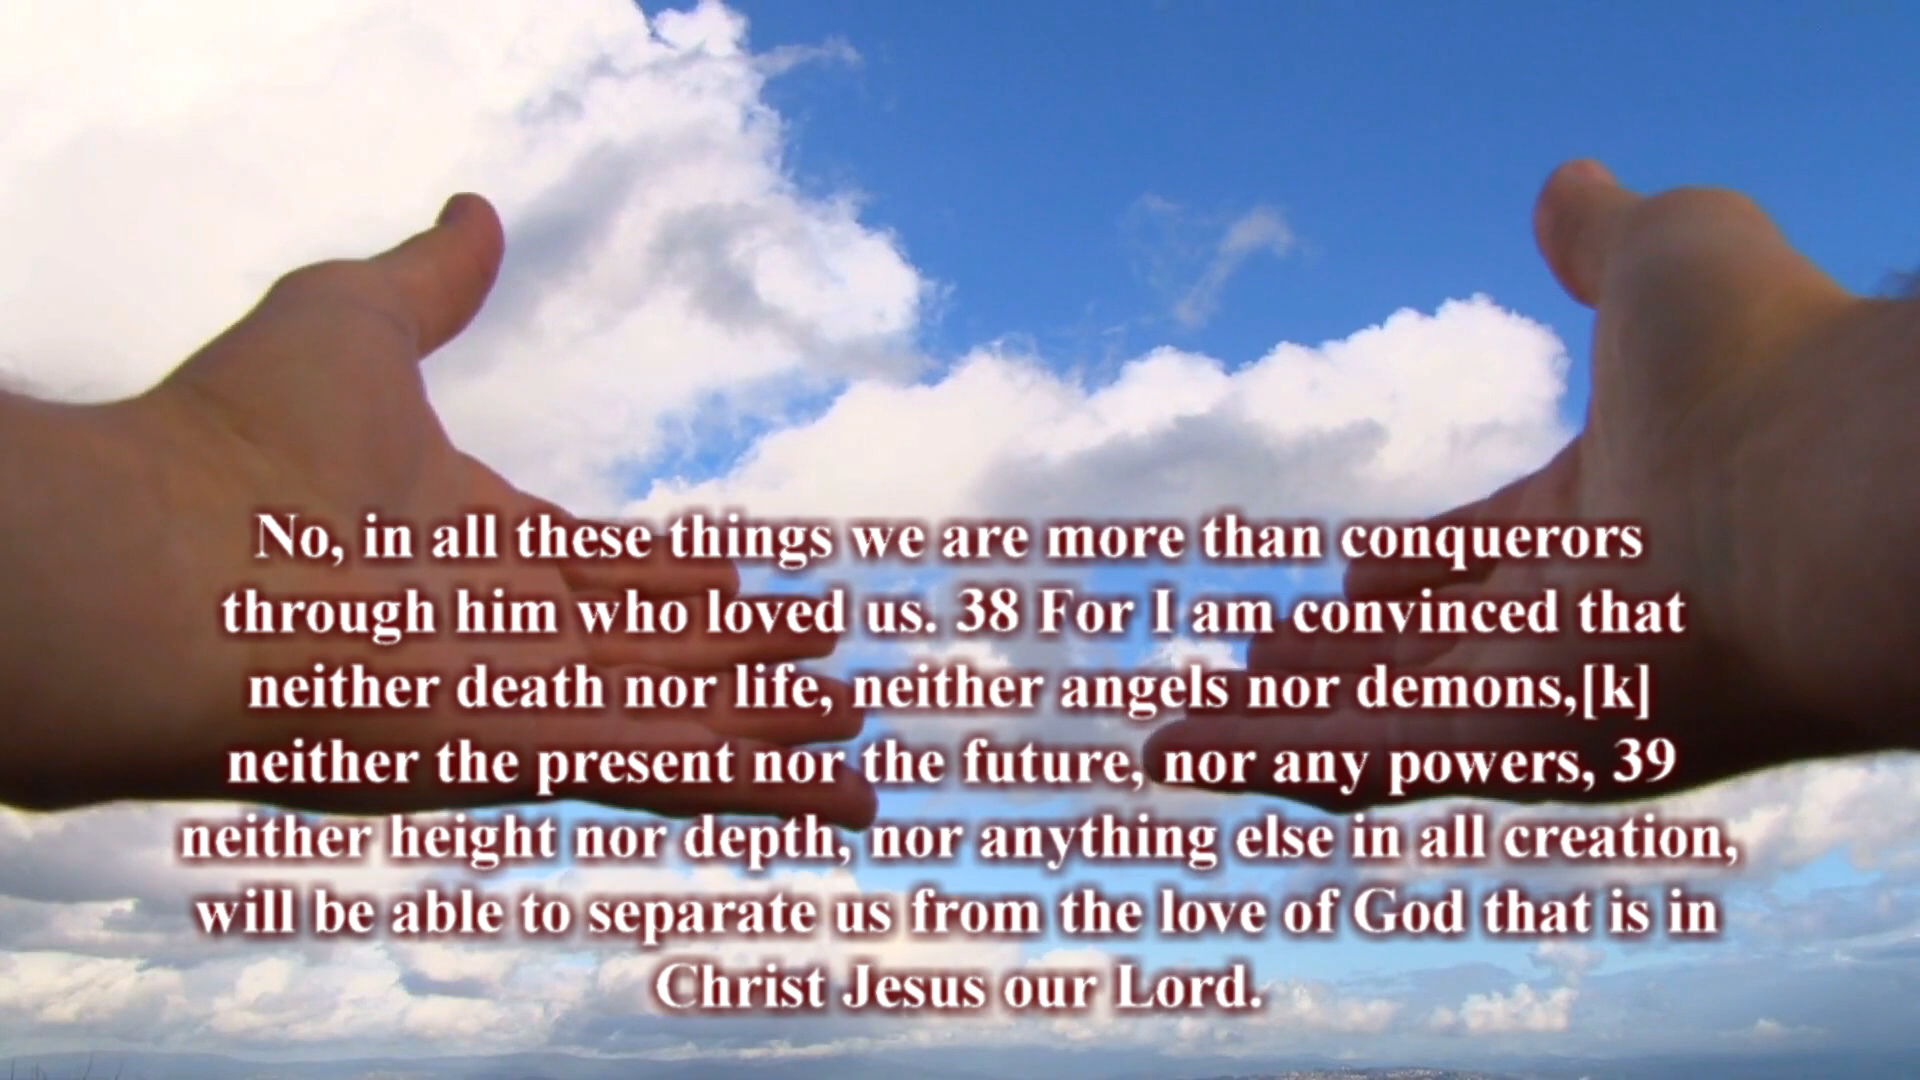 No, in all these things we are more than conquerors
through him who loved us. 38 For I am convinced that
neither death nor life, neither angels nor demons,[k]
neither the present nor the future, nor any powers, 39
neither height nor depth, nor anything else in all creation,
will be able to separate us from the love of God that is in
Christ Jesus our Lord.